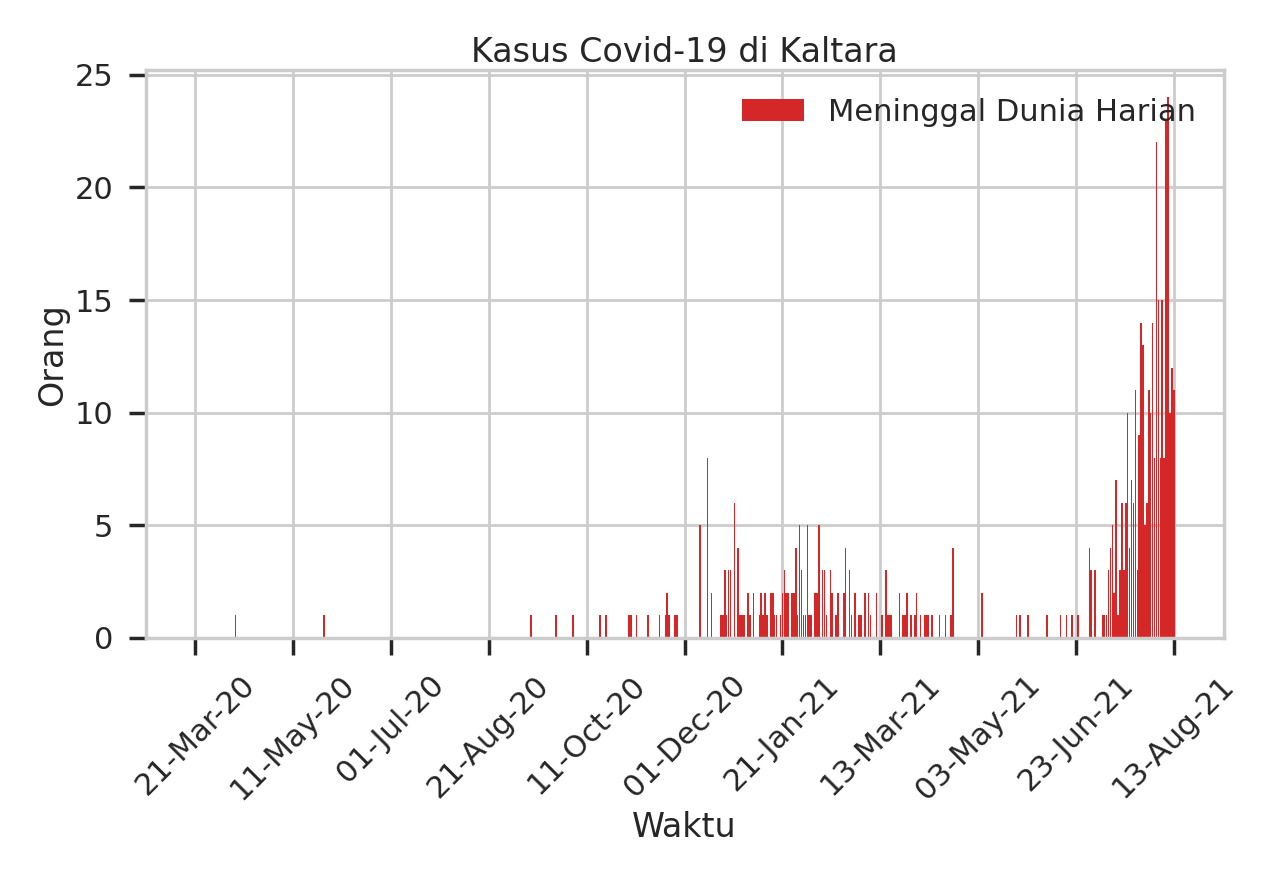 Kasus Covid-19 di Kaltara
Meninggal Dunia Harian
Orang
25
20
15
10
5
0
21-Mar-20
11-May-20
01-Jul-20
21-Aug-20
11-Oct-20
01-Dec-20
21-Jan-21
13-Mar-21
03-May-21
23-Jun-21
13-Aug-21
Waktu